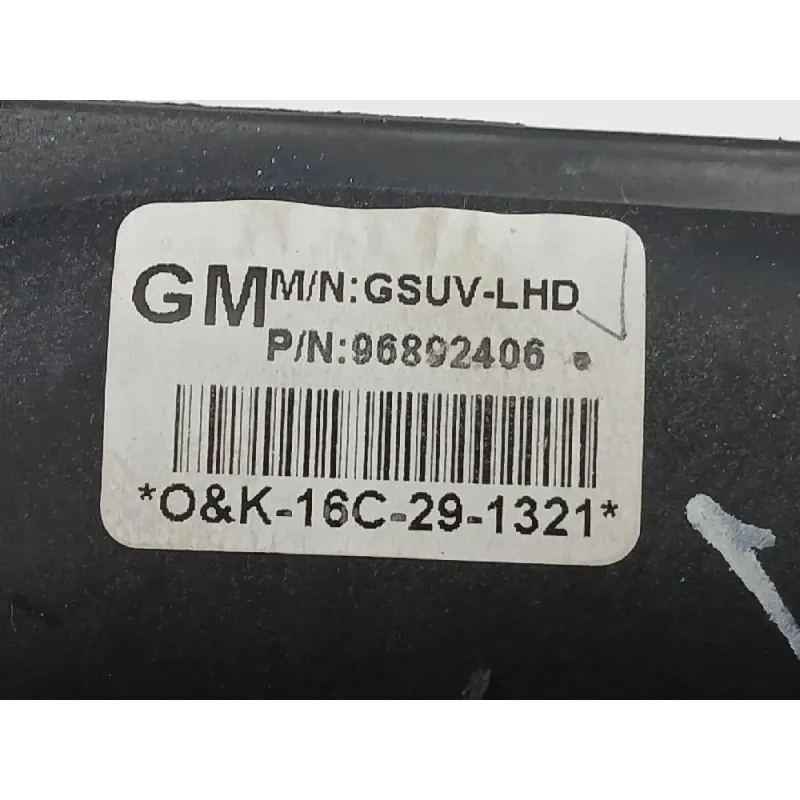 GM M/N:GSUV-LHD
P/N:96892406
*O&K-16C-29-1321*